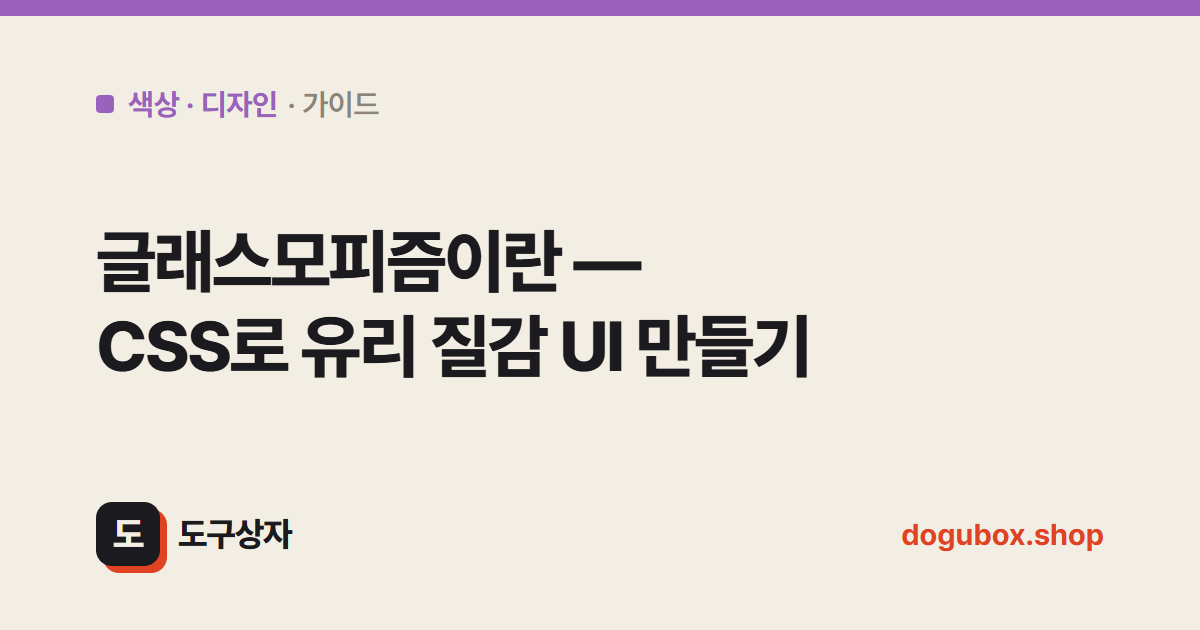 색상 · 디자인 · 가이드
글래스모피즘이란 —
CSS로 유리 질감 UI 만들기
도 도구상자
dogubox.shop